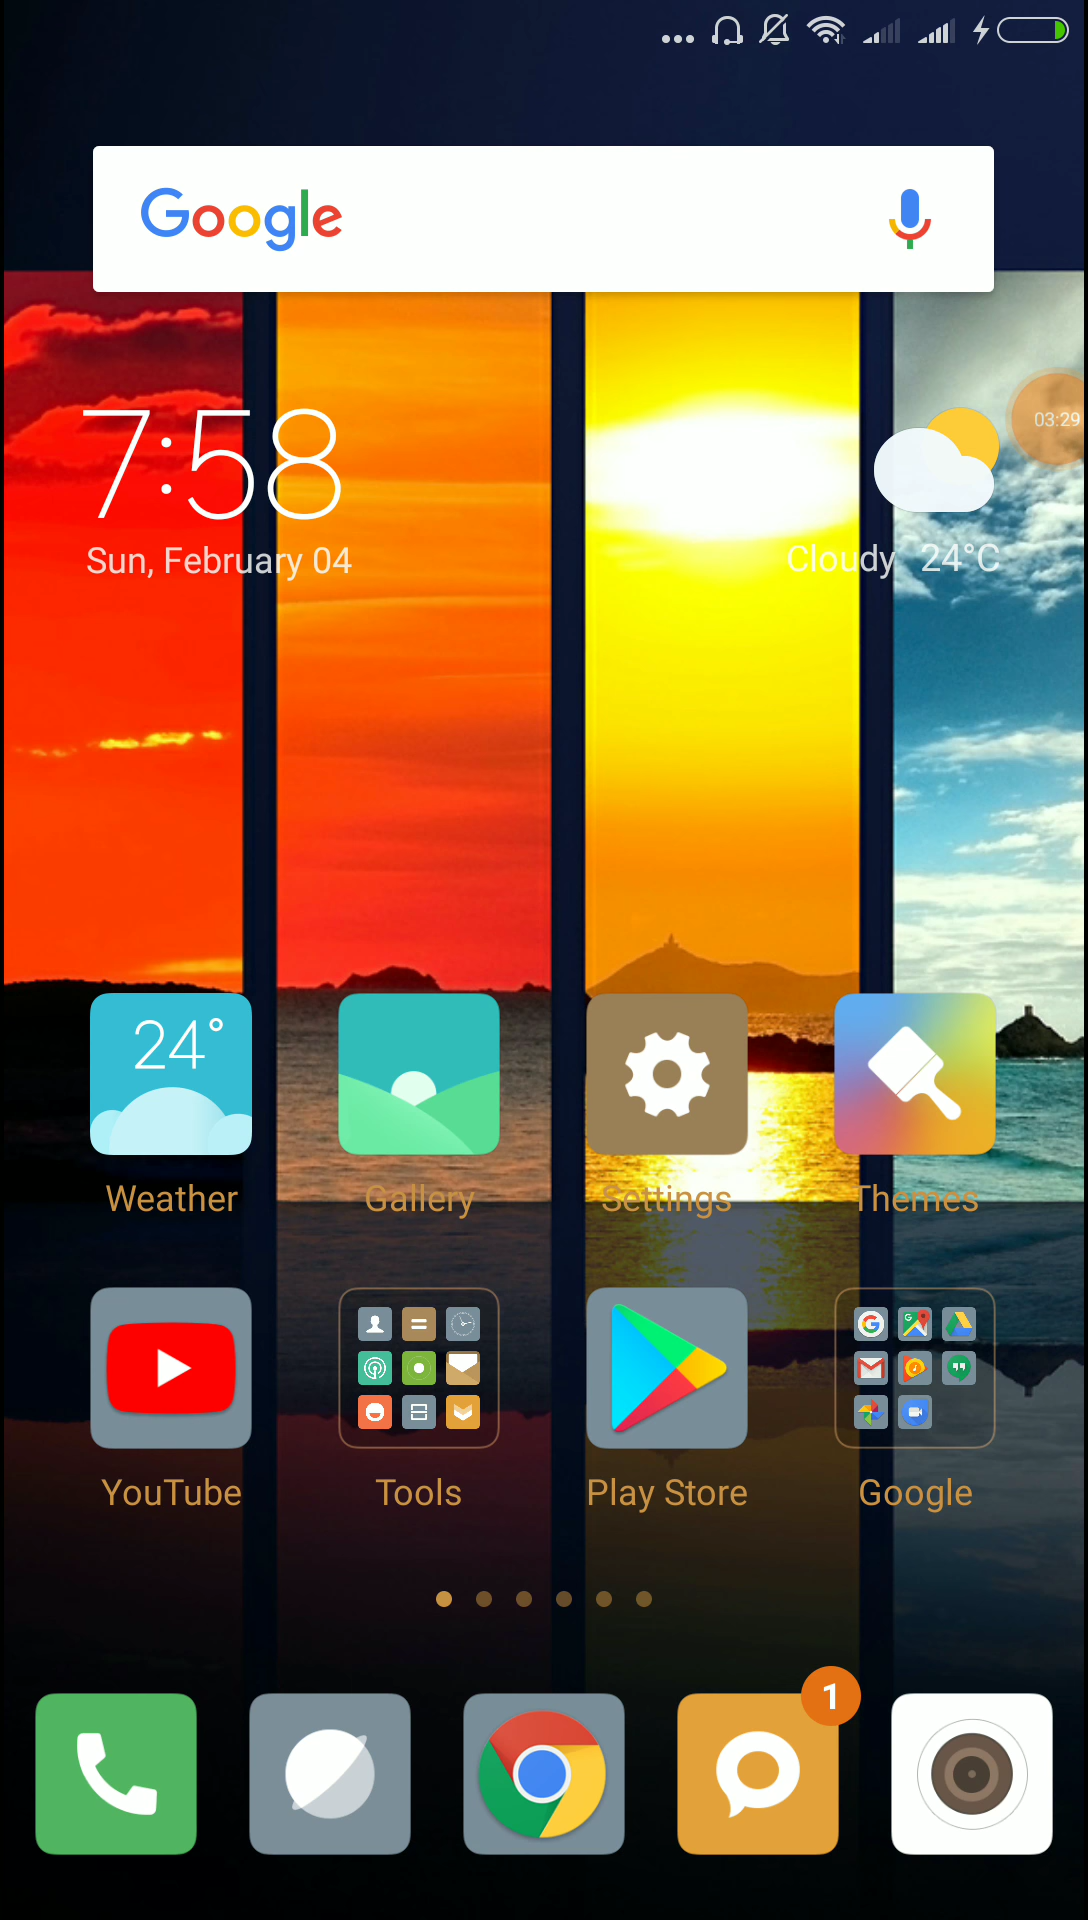 Google
7:58
03:29
Sun, February 04
Cloudy 24°C
24°
Weather
Gallery
Settings
Themes
YouTube
Tools
Play Store
Google
1